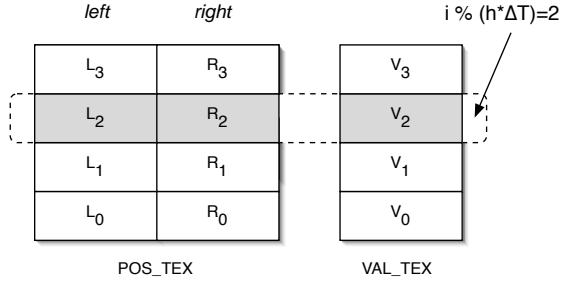 left right i % (h*ΔT)=2
L3 R3 V3
L2 R2 V2
L1 R1 V1
L0 R0 V0
POS_TEX VAL_TEX